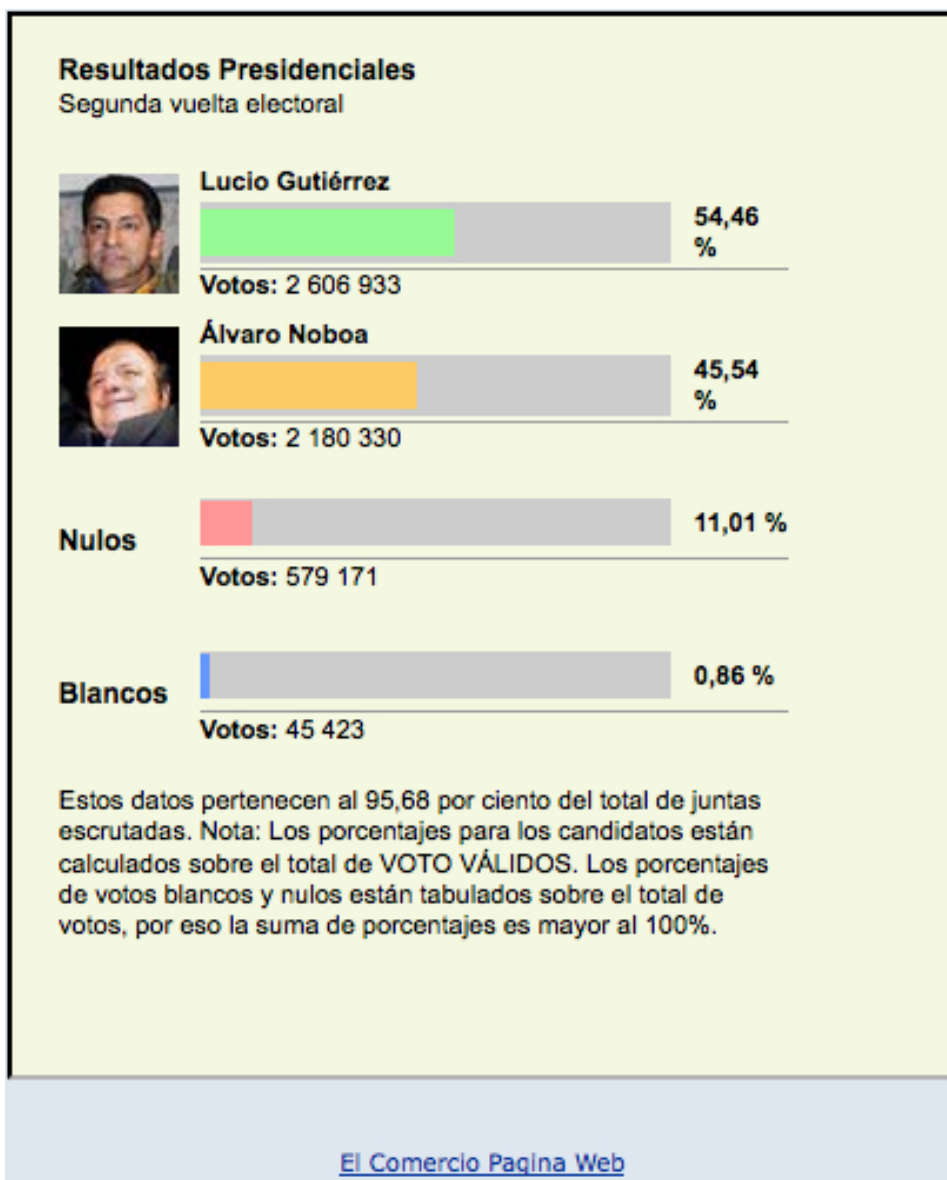 Resultados Presidenciales
Segunda vuelta electoral
Lucio Gutiérrez
54,46
%
Votos: 2 606 933
Álvaro Noboa
45,54
%
Votos: 2 180 330
Nulos
11,01 %
Votos: 579 171
Blancos
0,86 %
Votos: 45 423
Estos datos pertenecen al 95,68 por ciento del total de juntas
escrutadas. Nota: Los porcentajes para los candidatos están
calculados sobre el total de VOTO VÁLIDOS. Los porcentajes
de votos blancos y nulos están tabulados sobre el total de
votos, por eso la suma de porcentajes es mayor al 100%.
El Comercio Pagina Web